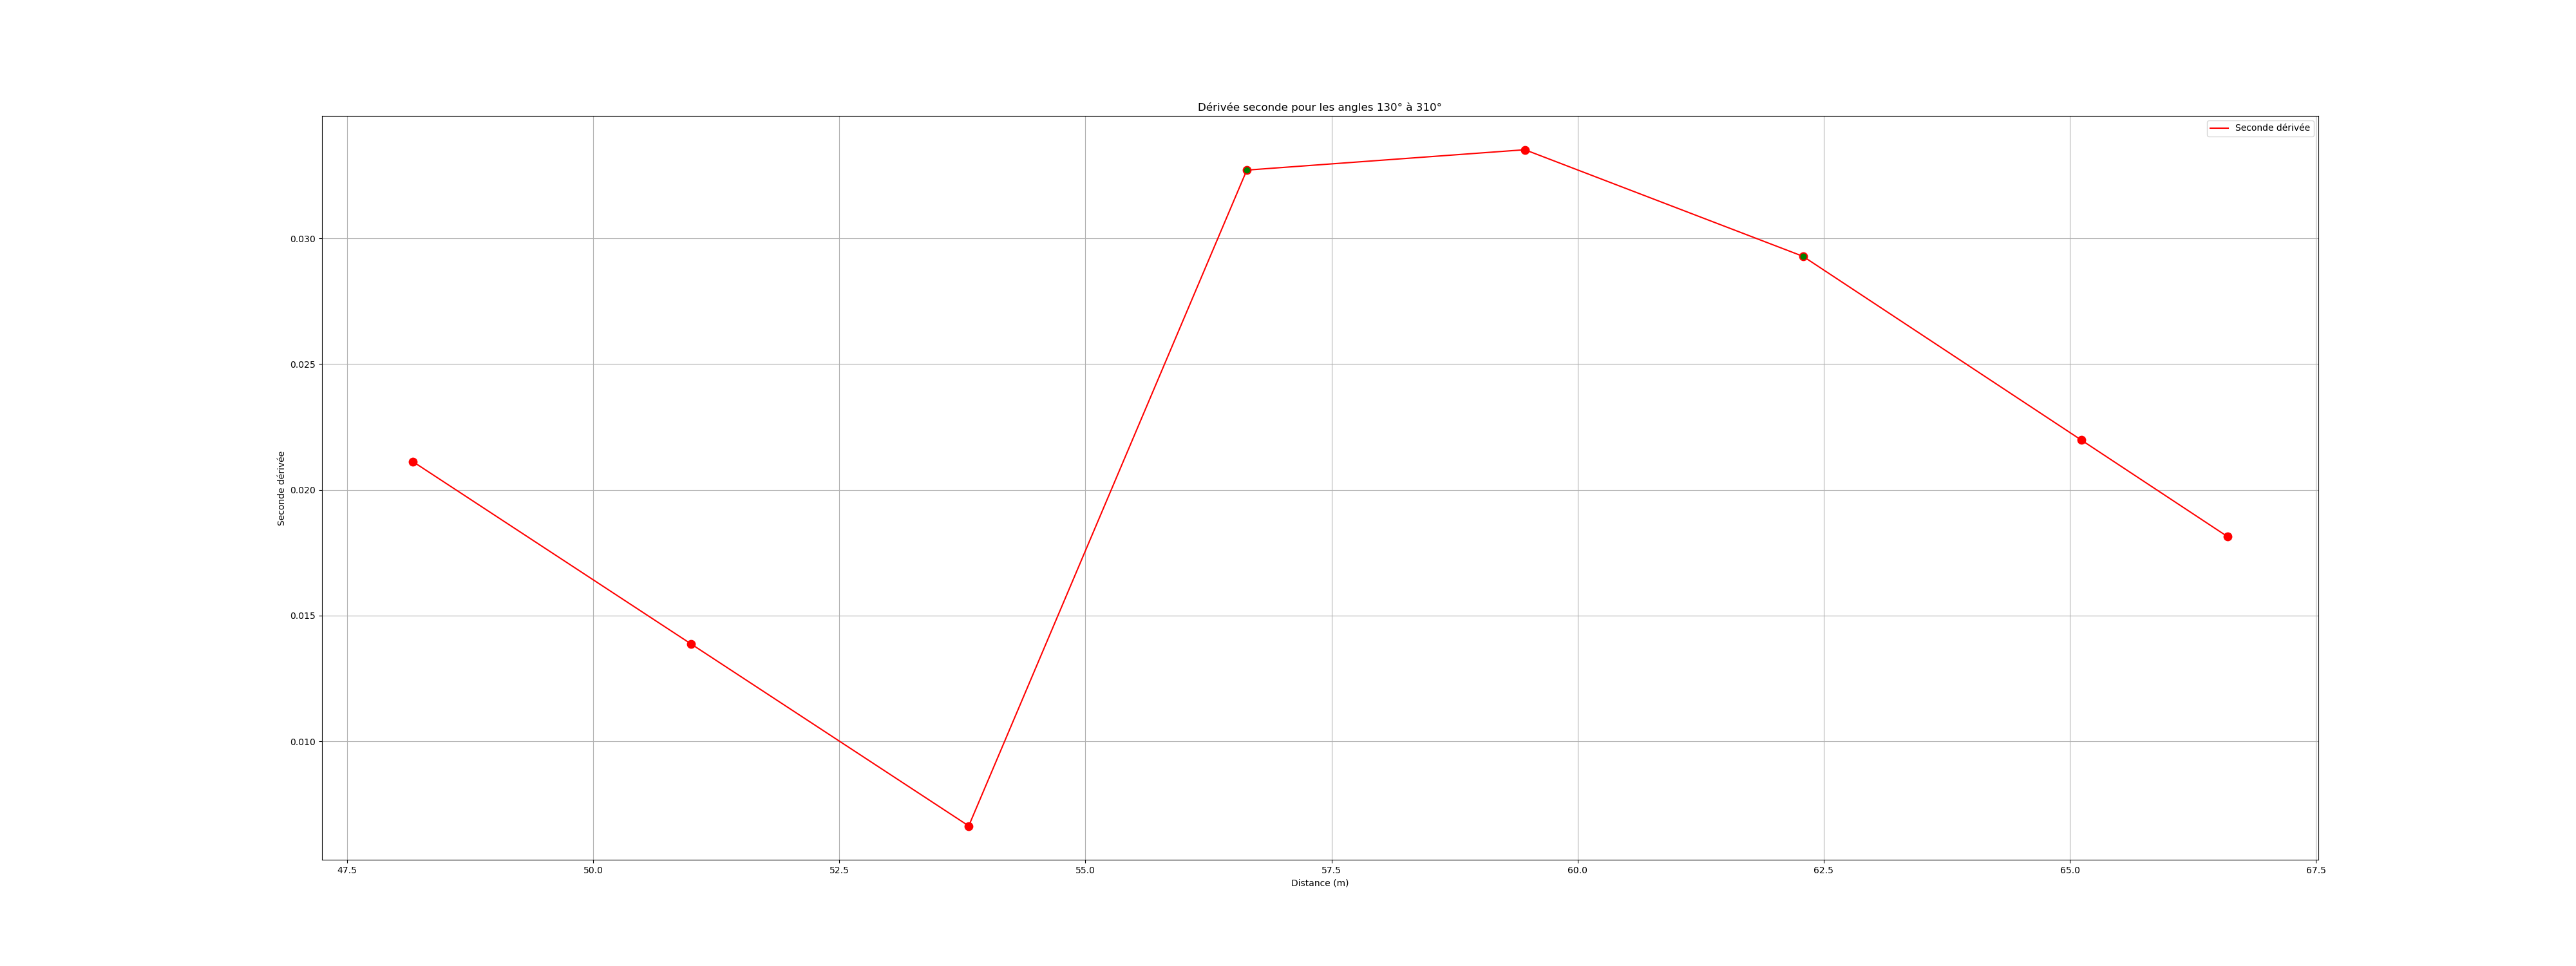 Dérivée seconde pour les angles 130° à 310°
Seconde dérivée
0.030
0.025
0.020
0.015
0.010
Seconde dérivée
47.5 50.0 52.5 55.0 57.5 60.0 62.5 65.0 67.5
Distance (m)